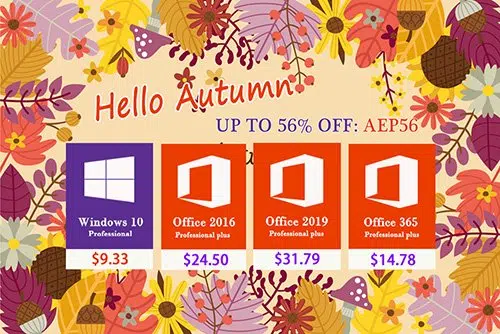 Hello Autumn
UP TO 56% OFF: AEP56
Windows 10
Professional
$9.33
Office 2016
Professional plus
$24.50
Office 2019
Professional plus
$31.79
Office 365
Professional plus
$14.78